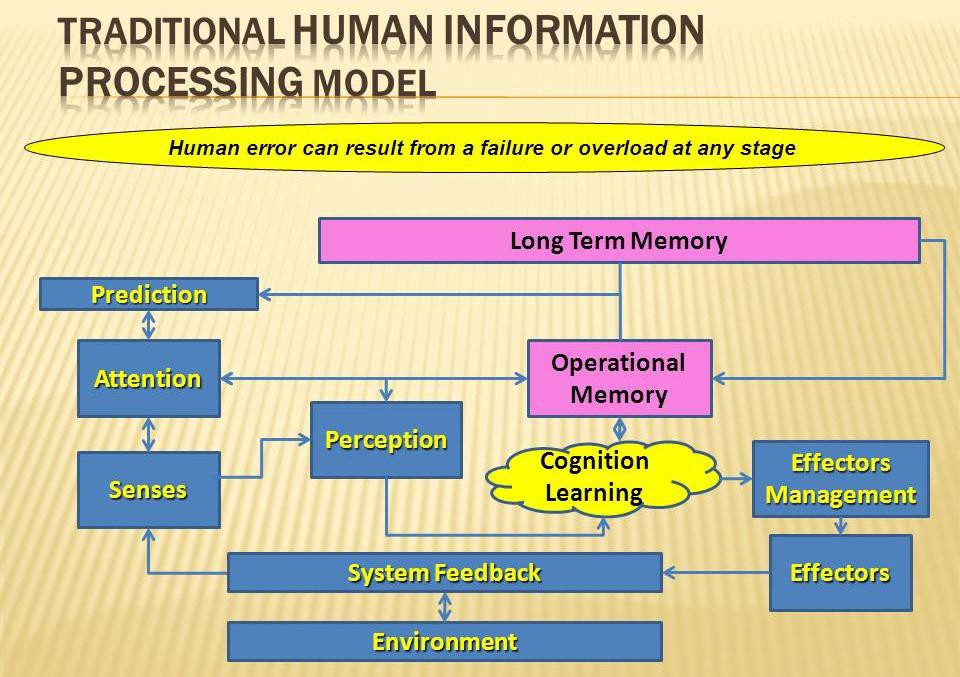 TRADITIONAL HUMAN INFORMATION
PROCESSING MODEL
Human error can result from a failure or overload at any stage
Long Term Memory
Prediction
Attention
Operational
Memory
Perception
Senses
Cognition
Learning
Effectors
Management
System Feedback
Effectors
Environment